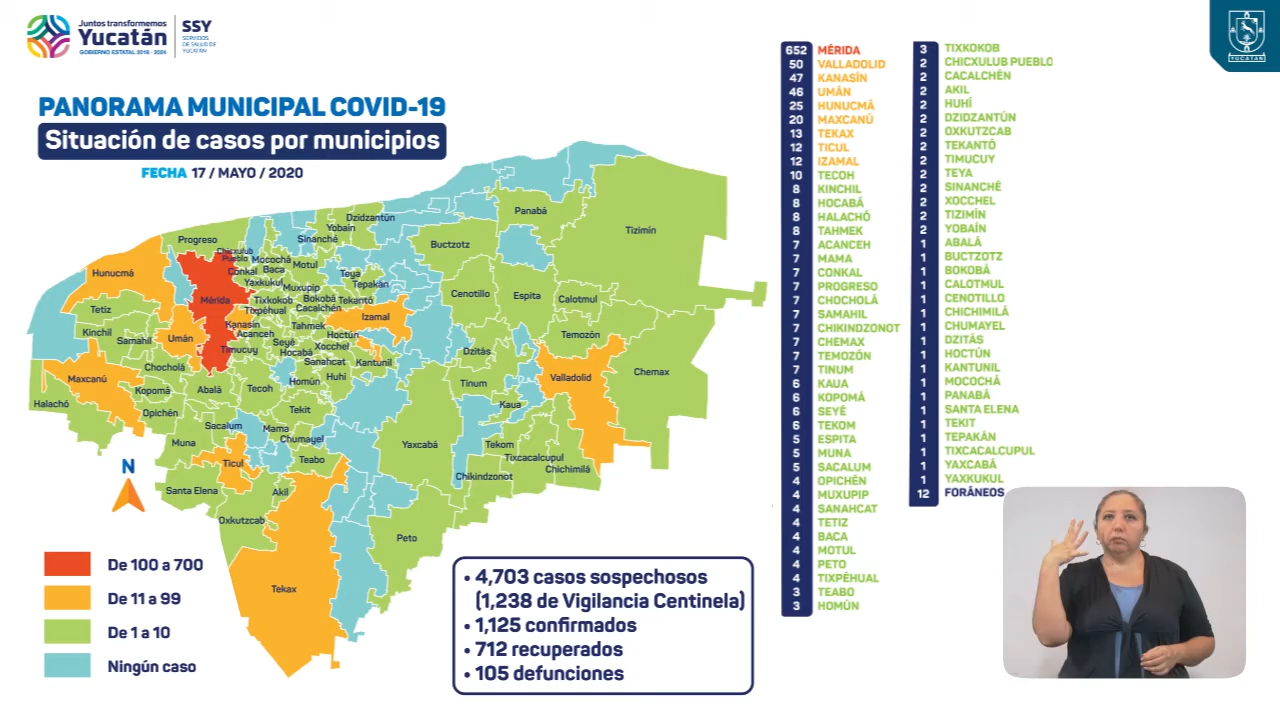 Juntos transformemos
Yucatán
GOBIERNO ESTATAL 2018 - 2024
SSY
SERVICIOS
DE SALUD DE
YUCATÁN
YUCATÁN
PANORAMA MUNICIPAL COVID-19
Situación de casos por municipios
FECHA 17 / MAYO / 2020
Dzidzantún
Panabá
Yobain
Tizimín
Progreso
Sinanché
Buctzotz
Chicxulub
Pueblo
Mocochá
Motul
Hunucmá
Conkal
Baca
Teya
Yaxkukul
Muxupip
Tepakán
Mérida
Tixkokob
Bokobá
Tekantó
Cenotillo
Espita
Calotmul
Tetiz
Tixpéhual
Cacalchén
Izamal
Kinchil
Samahil
Umán
Kanasín
Tahmek
Acanceh
Hoctún
Temozón
Seyé
Xocchel
Timucuy
Hocabá
Dzitás
Sanahcat
Kantunil
Chocholá
Chemax
Maxcanú
Homún
Huhí
Valladolid
Kopomá
Abalá
Tecoh
Tinum
Halachó
Opichén
Tekit
Kaua
Sacalum
Mama
Muna
Chumayel
Yaxcabá
Tekom
Ticul
Teabo
Tixcacalcupul
Chichimilá
Chikindzonot
Santa Elena
Akil
Oxkutzcab
Peto
Tekax
N
De 100 a 700
De 11 a 99
De 1 a 10
Ningún caso
• 4,703 casos sospechosos
(1,238 de Vigilancia Centinela)
• 1,125 confirmados
• 712 recuperados
• 105 defunciones
652 MÉRIDA
50 VALLADOLID
47 KANASÍN
46 UMÁN
25 HUNUCMÁ
20 MAXCANÚ
13 TEKAX
12 TICUL
12 IZAMAL
10 TECOH
8 KINCHIL
8 HOCABÁ
8 HALACHÓ
8 TAHMEK
7 ACANCEH
7 MAMA
7 CONKAL
7 PROGRESO
7 CHOCHOLÁ
7 SAMAHIL
7 CHIKINDZONOT
7 CHEMAX
7 TEMOZÓN
7 TINUM
6 KAUA
6 KOPOMÁ
6 SEYÉ
6 TEKOM
5 ESPITA
5 MUNA
5 SACALUM
4 OPICHÉN
4 MUXUPIP
4 SANAHCAT
4 TETIZ
4 BACA
4 MOTUL
4 PETO
4 TIXPÉHUAL
3 TEABO
3 HOMÚN
3 TIXKOKOB
2 CHICXULUB PUEBLO
2 CACALCHÉN
2 AKIL
2 HUHÍ
2 DZIDZANTÚN
2 OXKUTZCAB
2 TEKANTÓ
2 TIMUCUY
2 TEYA
2 SINANCHÉ
2 XOCCHEL
2 TIZIMÍN
2 YOBAÍN
1 ABALÁ
1 BUCTZOTZ
1 BOKOBÁ
1 CALOTMUL
1 CENOTILLO
1 CHICHIMILÁ
1 CHUMAYEL
1 DZITÁS
1 HOCTÚN
1 KANTUNIL
1 MOCOCHÁ
1 PANABÁ
1 SANTA ELENA
1 TEKIT
1 TEPAKÁN
1 TIXCACALCUPUL
1 YAXCABÁ
1 YAXKUKUL
12 FORÁNEOS